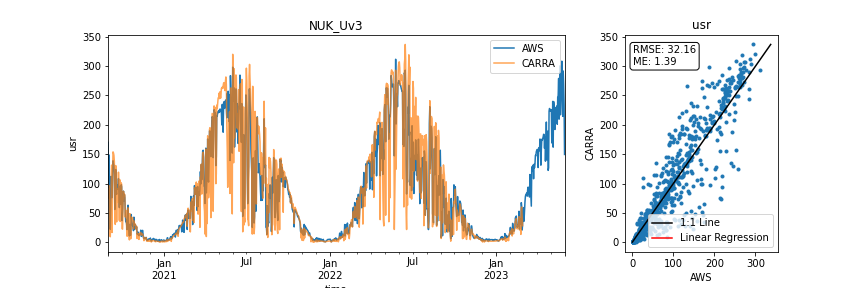 NUK_Uv3
usr
350
300
250
200
150
100
50
0
AWS
CARRA
Jan
2021
Jul
Jan
2022
Jul
Jan
2023
time
usr
CARRA
350
300
250
200
150
100
50
0
RMSE: 32.16
ME: 1.39
1:1 Line
Linear Regression
0
100
200
300
AWS